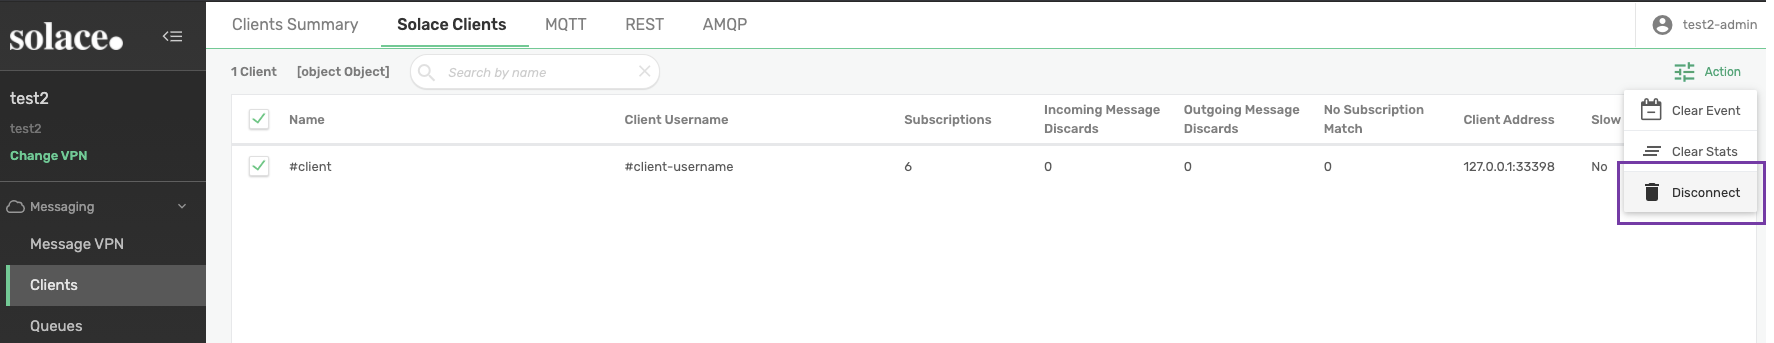 solace.
Clients Summary
Solace Clients
MQTT
REST
AMQP
test2-admin
1 Client
[object Object]
Search by name
Action
test2
test2
Change VPN
Messaging
Message VPN
Clients
Queues
Name
Client Username
Subscriptions
Incoming Message
Discards
Outgoing Message
Discards
No Subscription
Match
Client Address
Slow
#client
#client-username
6
0
0
0
127.0.0.1:33398
No
Clear Event
Clear Stats
Disconnect